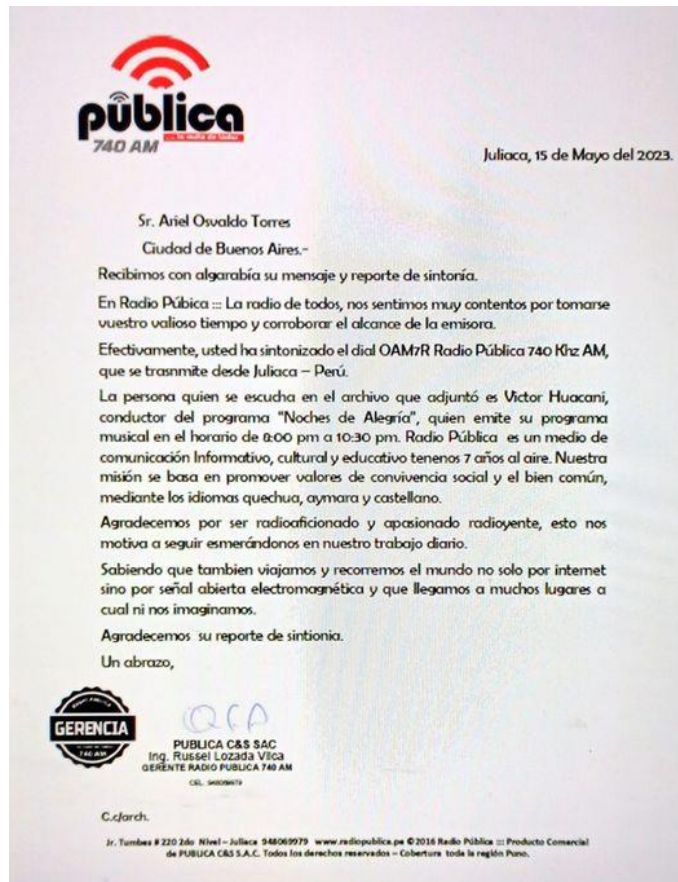 pública
... la radio de todos
740 AM
Juliaca, 15 de Mayo del 2023.
Sr. Ariel Osvaldo Torres
Ciudad de Buenos Aires.-
Recibimos con algarabía su mensaje y reporte de sintonía.
En Radio Púbica ::: La radio de todos, nos sentimos muy contentos por tomarse
vuestro valioso tiempo y corroborar el alcance de la emisora.
Efectivamente, usted ha sintonizado el dial OAM7R Radio Pública 740 Khz AM,
que se trasnmite desde Juliaca – Perú.
La persona quien se escucha en el archivo que adjuntó es Victor Huacani,
conductor del programa "Noches de Alegría", quien emite su programa
musical en el horario de 8:00 pm a 10:30 pm. Radio Pública es un medio de
comunicación Informativo, cultural y educativo tenenos 7 años al aire. Nuestra
misión se basa en promover valores de convivencia social y el bien común,
mediante los idiomas quechua, aymara y castellano.
Agradecemos por ser radioaficionado y apasionado radioyente, esto nos
motiva a seguir esmerándonos en nuestro trabajo diario.
Sabiendo que tambien viajamos y recorremos el mundo no solo por internet
sino por señal abierta electromagnética y que llegamos a muchos lugares a
cual ni nos imaginamos.
Agradecemos su reporte de sintionia.
Un abrazo,
GERENCIA
740 AM
PUBLICA C&S SAC
Ing. Russel Lozada Vilca
GERENTE RADIO PUBLICA 740 AM
CEL. 948069979
C.c/arch.
Jr. Tumbes # 220 2do Nivel – Juliaca 948069979 www.radiopublica.pe ©2016 Radio Pública ::: Producto Comercial
de PUBLICA C&S S.A.C. Todos los derechos reservados – Cobertura toda la región Puno.